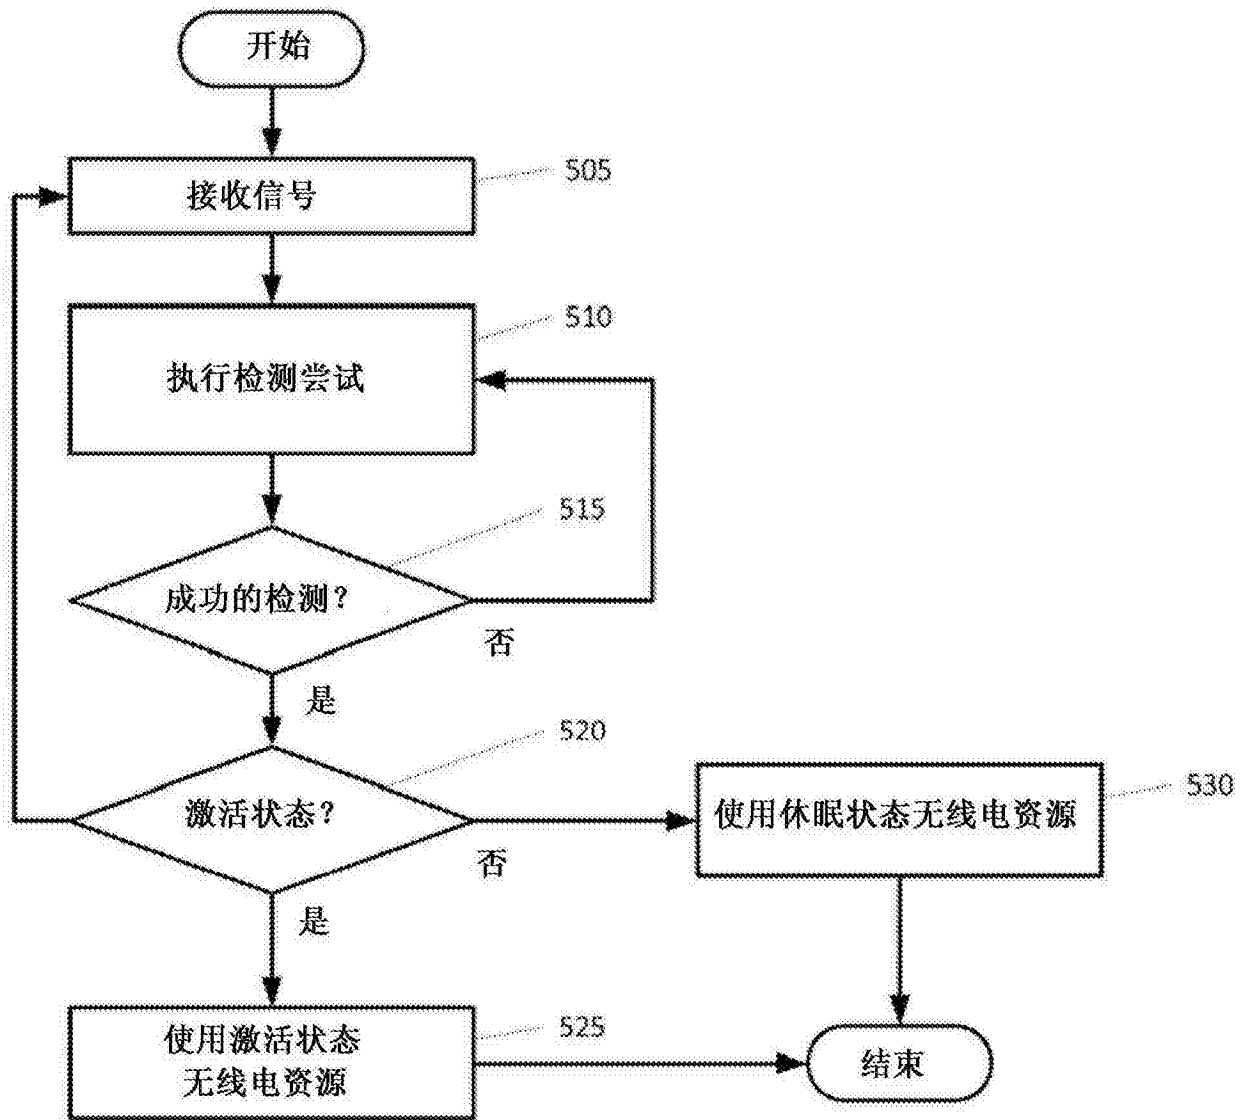 开始
接收信号
505
执行检测尝试
510
成功的检测？
515
否
是
激活状态？
520
否
是
使用休眠状态无线电资源
530
使用激活状态
无线电资源
525
结束